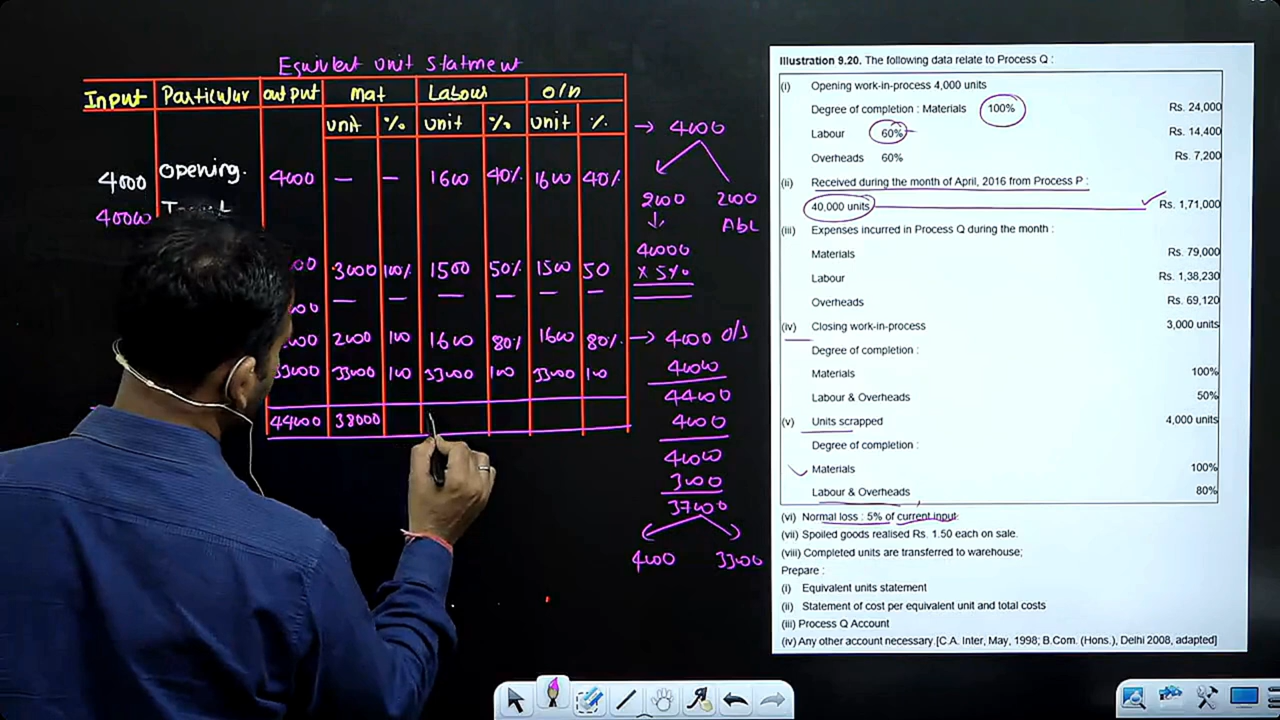 Equivalent unit Statment
Input Particular output Mat Labour O/H
unit % unit % unit %
4000 Opening. 4000 — — 1600 40% 1600 40%
40000
3000 100% 1500 50% 1500 50
— — — — — —
2000 100 1600 80% 1600 80%
33000 33000 100 33000 100 33000 100
44000 38000
→ 4000
2000 2000
Abl
40000
x 5%
→ 4000 o/s
4000
44000
4000
4000
3000
37000
4000 33000
Illustration 9.20. The following data relate to Process Q :
(i) Opening work-in-process 4,000 units
Degree of completion : Materials 100% Rs. 24,000
Labour 60% Rs. 14,400
Overheads 60% Rs. 7,200
(ii) Received during the month of April, 2016 from Process P :
40,000 units Rs. 1,71,000
(iii) Expenses incurred in Process Q during the month :
Materials Rs. 79,000
Labour Rs. 1,38,230
Overheads Rs. 69,120
(iv) Closing work-in-process 3,000 units
Degree of completion :
Materials 100%
Labour & Overheads 50%
(v) Units scrapped 4,000 units
Degree of completion :
Materials 100%
Labour & Overheads 80%
(vi) Normal loss : 5% of current input
(vii) Spoiled goods realised Rs. 1.50 each on sale.
(viii) Completed units are transferred to warehouse;
Prepare :
(i) Equivalent units statement
(ii) Statement of cost per equivalent unit and total costs
(iii) Process Q Account
(iv) Any other account necessary.[C.A. Inter, May, 1998; B.Com. (Hons.), Delhi 2008, adapted]